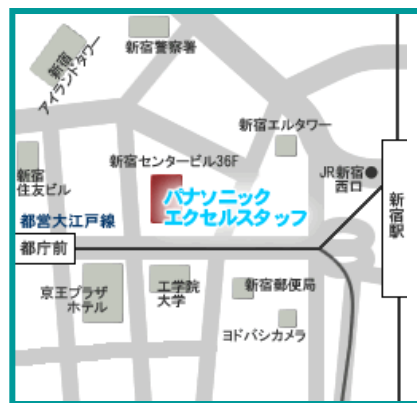 新宿警察署
新宿
アイランドタワー
新宿エルタワー
新宿センタービル36F
JR新宿
西口
新宿
住友ビル
パナソニック
エクセルスタッフ
新宿駅
都営大江戸線
都庁前
京王プラザ
ホテル
工学院
大学
新宿郵便局
ヨドバシカメラ